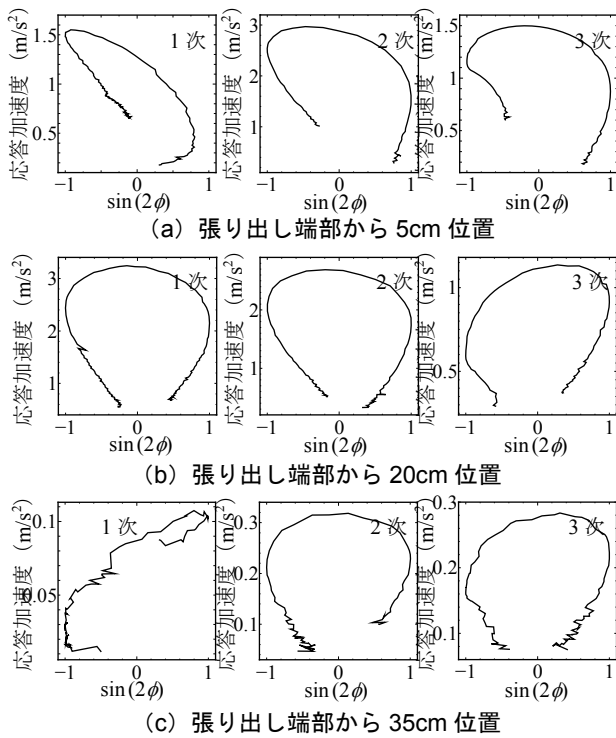 応答加速度 (m/s²)
1.5
1
0.5
1 次
−1
0
1
sin(2ϕ)
応答加速度 (m/s²)
3
2
1
2 次
−1
0
1
sin(2ϕ)
応答加速度 (m/s²)
1.5
1
0.5
3 次
−1
0
1
sin(2ϕ)
(a) 張り出し端部から 5cm 位置
応答加速度 (m/s²)
3
2
1
1 次
−1
0
1
sin(2ϕ)
応答加速度 (m/s²)
2
1
2 次
−1
0
1
sin(2ϕ)
応答加速度 (m/s²)
1
0.5
3 次
−1
0
1
sin(2ϕ)
(b) 張り出し端部から 20cm 位置
応答加速度 (m/s²)
0.1
0.05
1 次
−1
0
1
sin(2ϕ)
応答加速度 (m/s²)
0.3
0.2
0.1
2 次
−1
0
1
sin(2ϕ)
応答加速度 (m/s²)
0.3
0.2
0.1
3 次
−1
0
1
sin(2ϕ)
(c) 張り出し端部から 35cm 位置